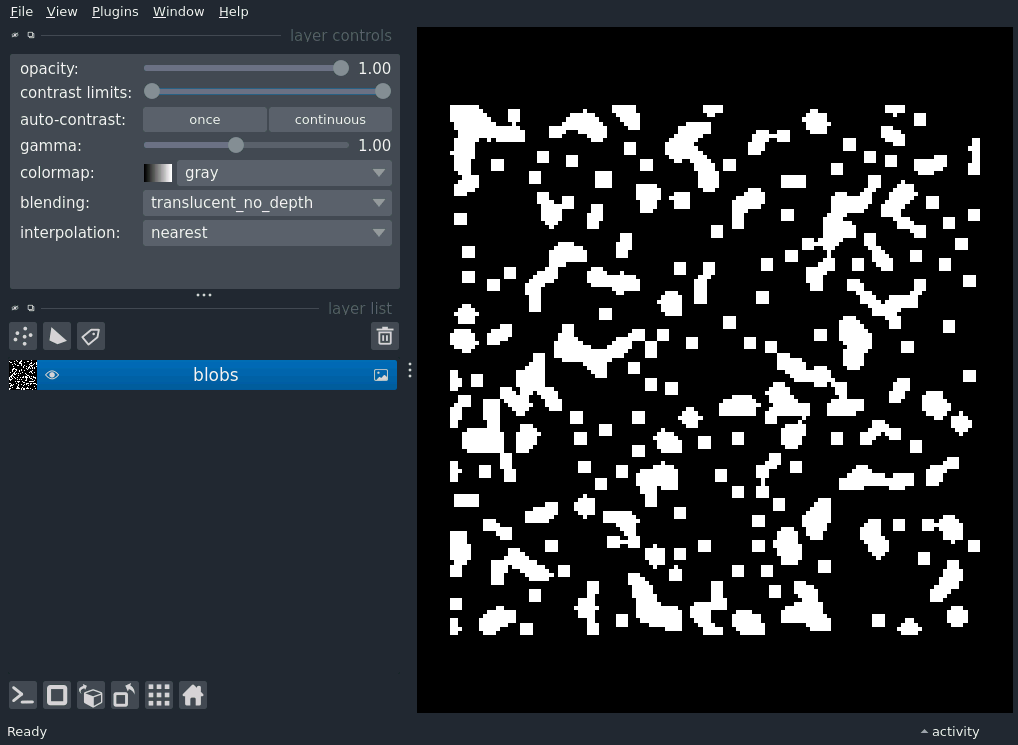 File View Plugins Window Help
layer controls
opacity: 1.00
contrast limits:
auto-contrast: once continuous
gamma: 1.00
colormap: gray
blending: translucent_no_depth
interpolation: nearest
layer list
blobs
Ready activity